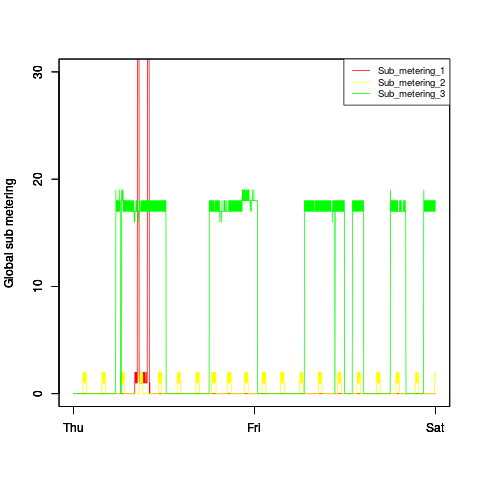 Sub_metering_1
Sub_metering_2
Sub_metering_3
Global sub metering
30
20
10
0
Thu Fri Sat